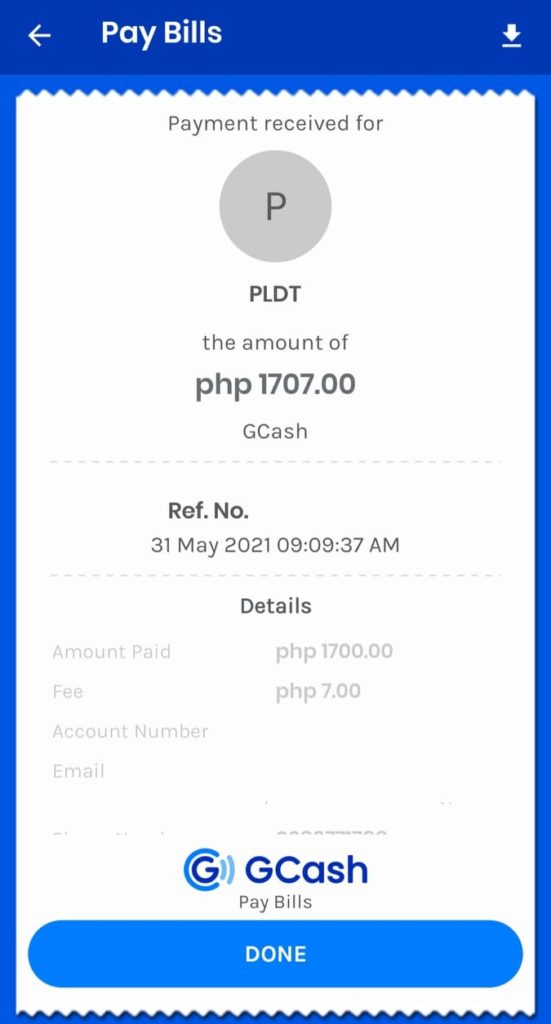 Pay Bills
Payment received for
P
PLDT
the amount of
php 1707.00
GCash
Ref. No.
31 May 2021 09:09:37 AM
Details
Amount Paid php 1700.00
Fee php 7.00
Account Number
Email
GCash
Pay Bills
DONE